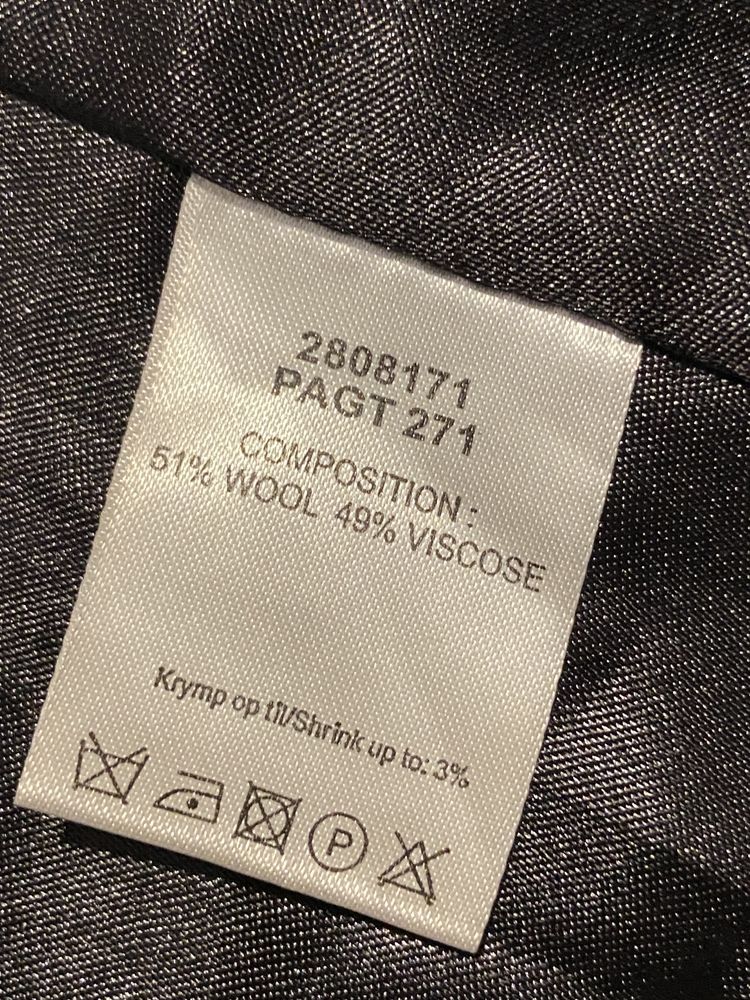 2808171
PAGT 271
COMPOSITION :
51% WOOL 49% VISCOSE
Krymp op til/Shrink up to: 3%
P